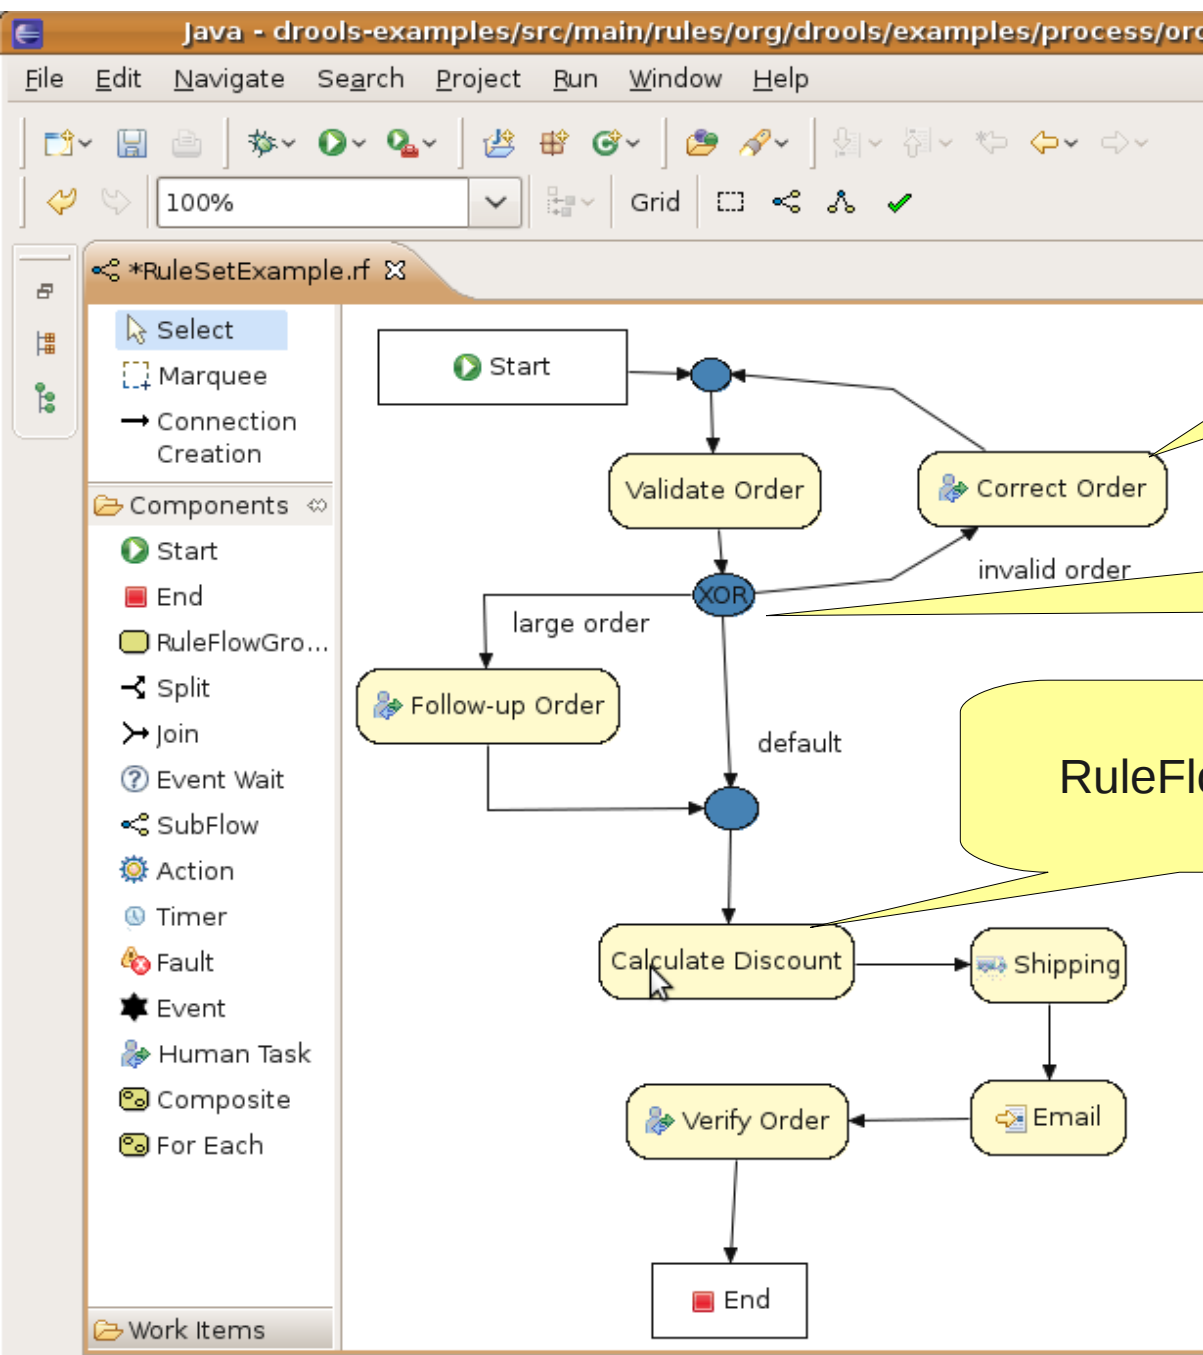 Java - drools-examples/src/main/rules/org/drools/examples/process/
File Edit Navigate Search Project Run Window Help
100% Grid
*RuleSetExample.rf
Select
Marquee
Connection
Creation
Components
Start
End
RuleFlowGro...
Split
Join
Event Wait
SubFlow
Action
Timer
Fault
Event
Human Task
Composite
For Each
Work Items
Start
Validate Order
Correct Order
invalid order
XOR
large order
Follow-up Order
default
RuleFl
Calculate Discount
Shipping
Verify Order
Email
End